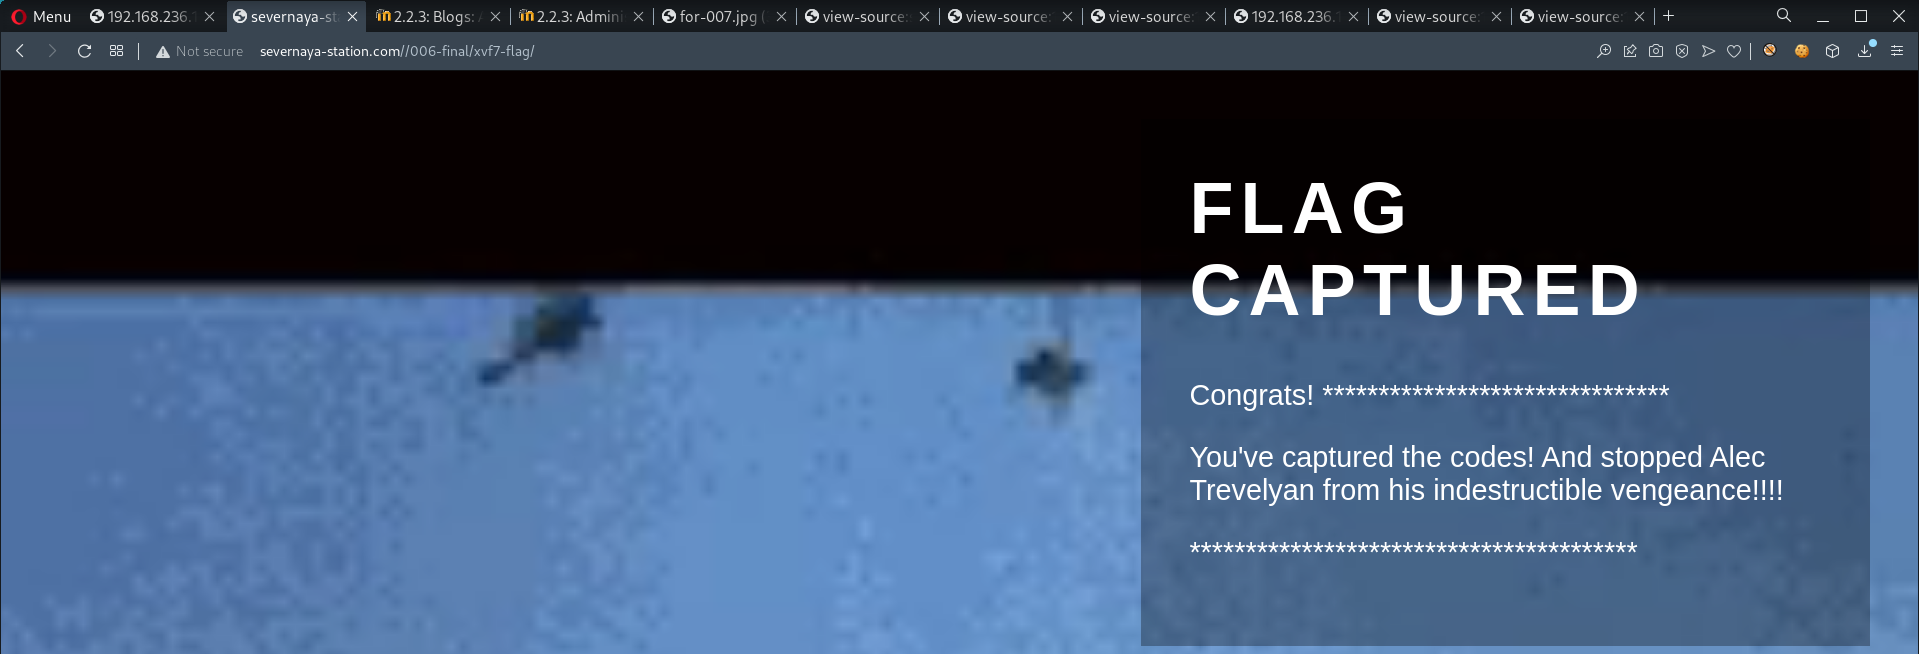 Menu
192.168.236.1
severnaya-st
2.2.3: Blogs:
2.2.3: Admini
for-007.jpg (
view-source:
view-source:
view-source:
192.168.236.1
view-source:
view-source:
Not secure severnaya-station.com//006-final/xvf7-flag/
FLAG
CAPTURED
Congrats! *******************************
You've captured the codes! And stopped Alec
Trevelyan from his indestructible vengeance!!!!
****************************************